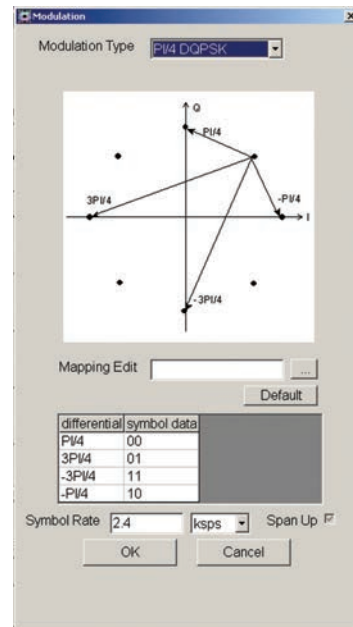 Modulation
Modulation Type PI/4 DQPSK
Q
PI/4
3PI/4
-PI/4
I
-3PI/4
Mapping Edit ...
Default
differential symbol data
PI/4 00
3PI/4 01
-3PI/4 11
-PI/4 10
Symbol Rate 2.4 ksps Span Up
OK Cancel